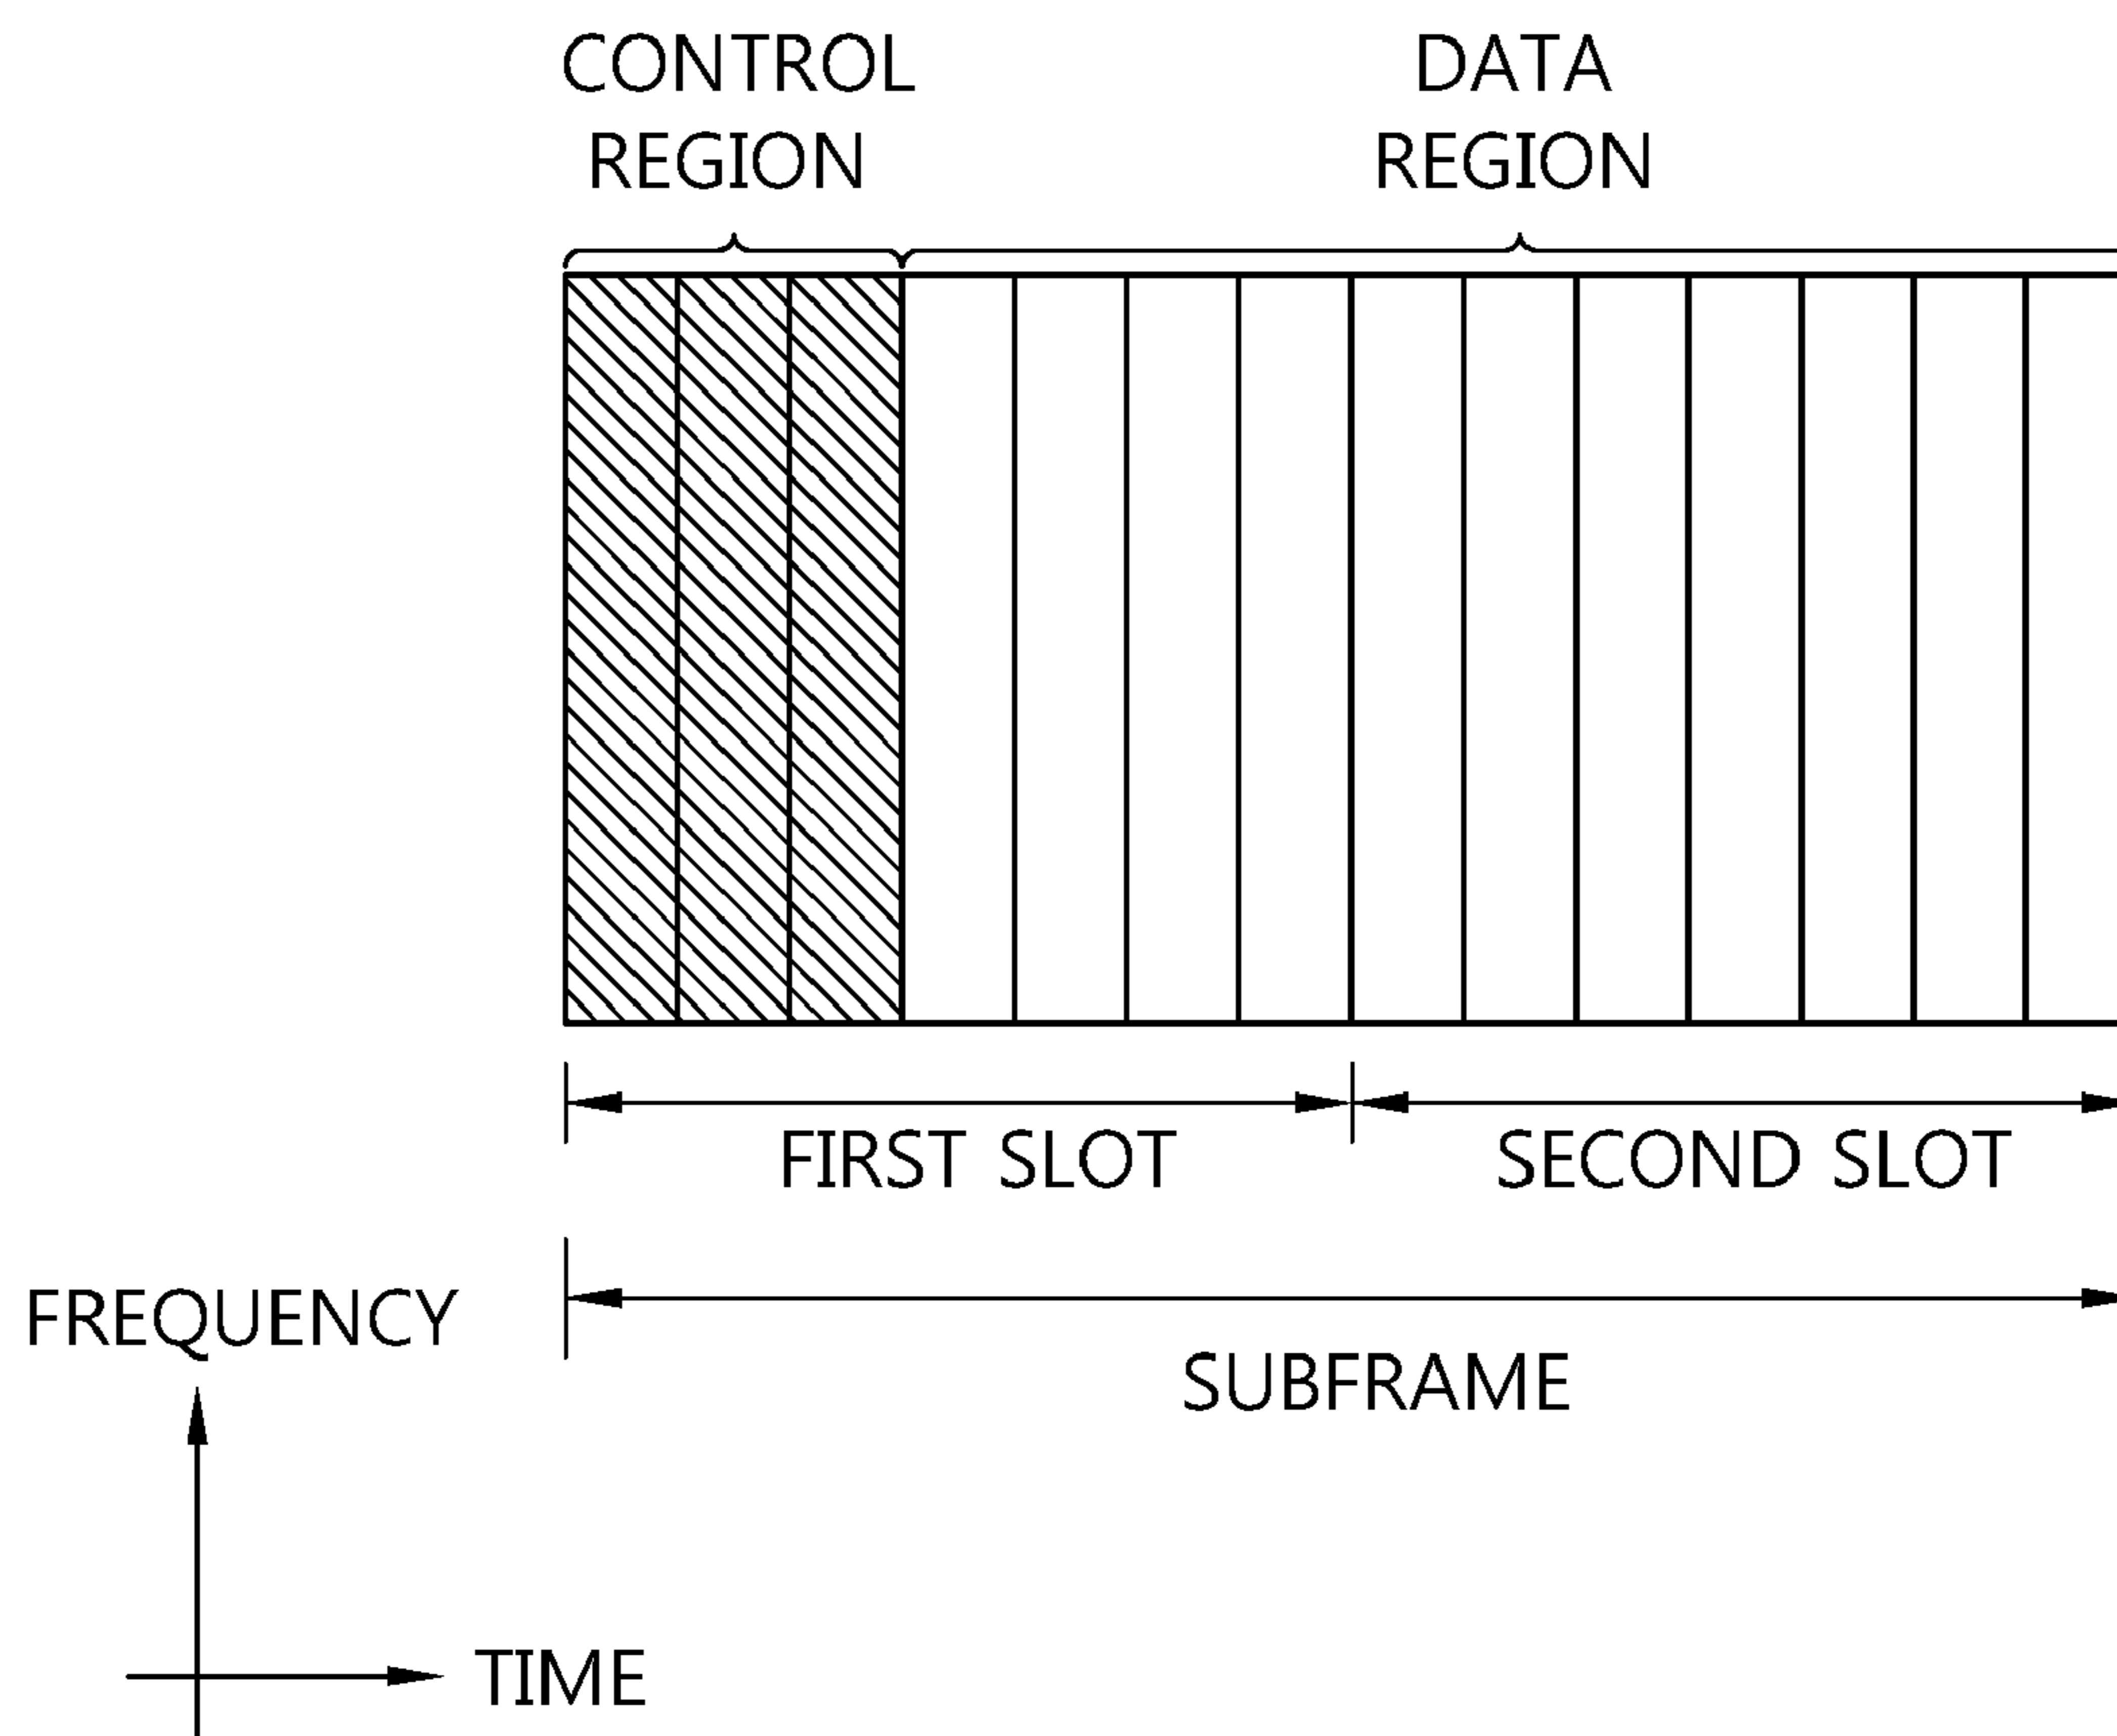 CONTROL
REGION
DATA
REGION
FIRST SLOT
SECOND SLOT
SUBFRAME
FREQUENCY
TIME